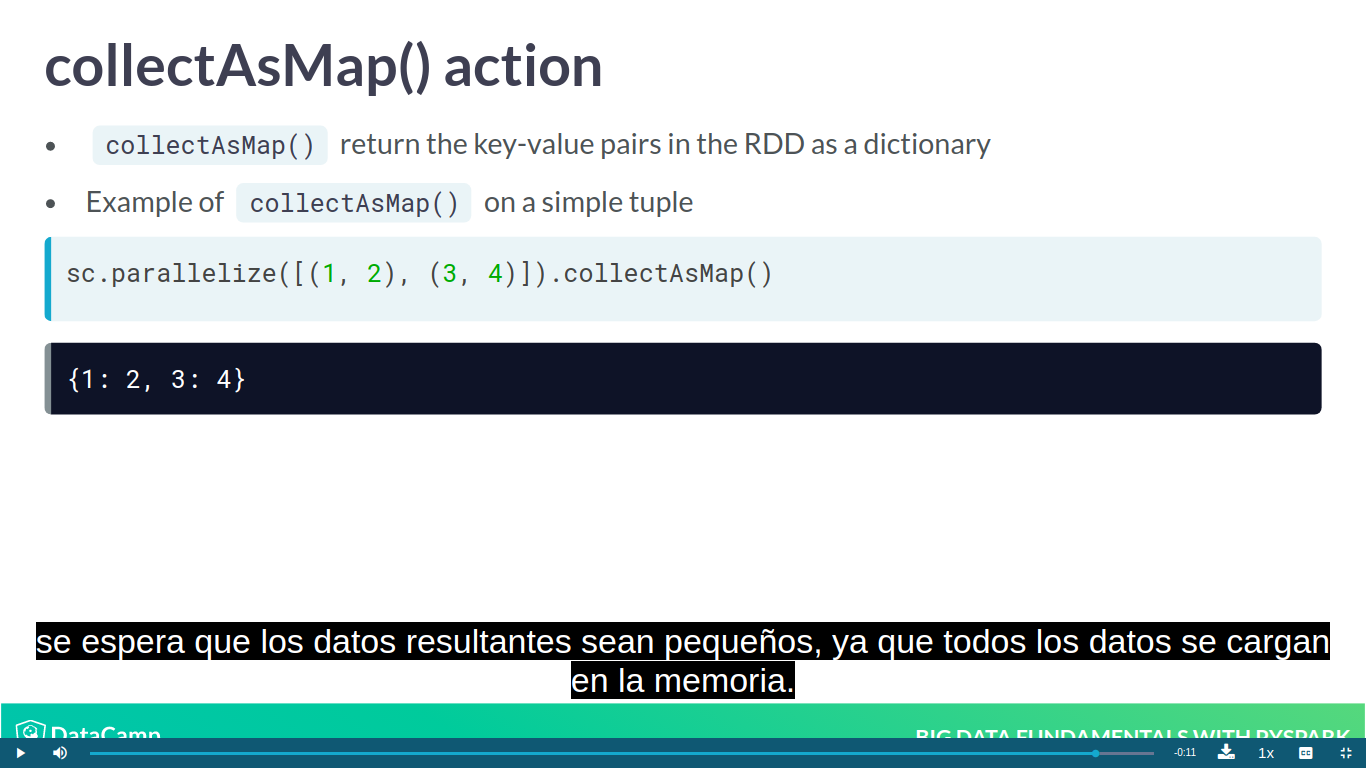 collectAsMap() action
• collectAsMap() return the key-value pairs in the RDD as a dictionary
• Example of collectAsMap() on a simple tuple
sc.parallelize([(1, 2), (3, 4)]).collectAsMap()
{1: 2, 3: 4}
se espera que los datos resultantes sean pequeños, ya que todos los datos se cargan
en la memoria.
DataCamp
BIG DATA FUNDAMENTALS WITH PYSPARK
-0:11
1x
CC